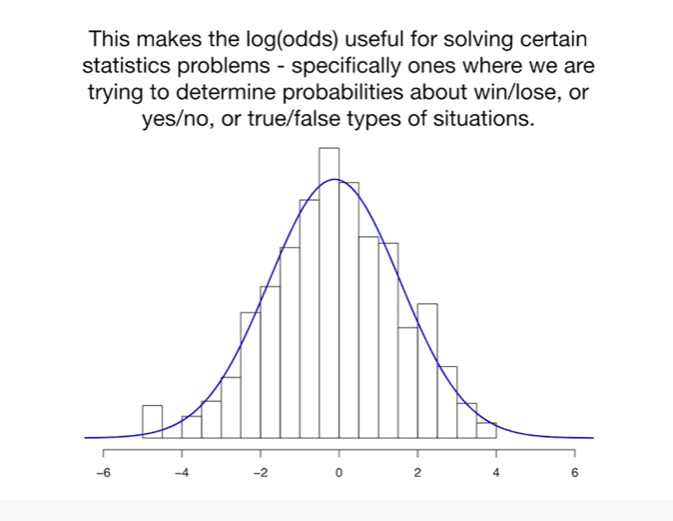 This makes the log(odds) useful for solving certain
statistics problems - specifically ones where we are
trying to determine probabilities about win/lose, or
yes/no, or true/false types of situations.
-6 -4 -2 0 2 4 6